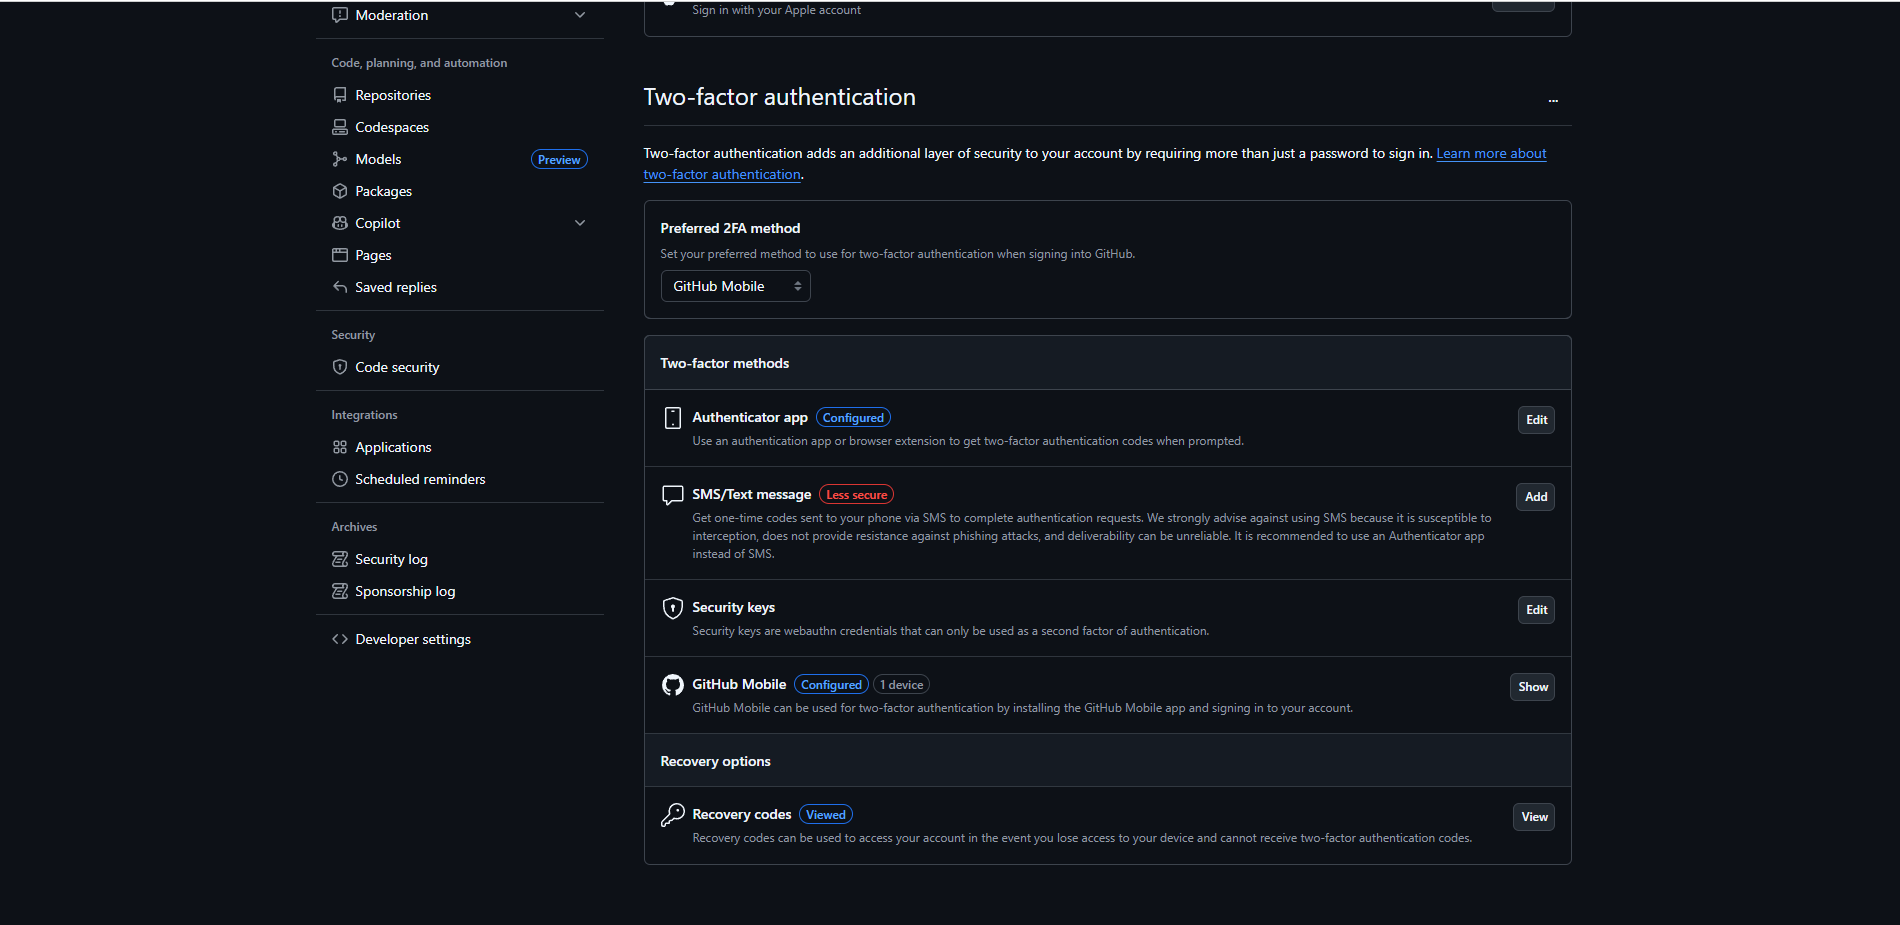 Moderation
Code, planning, and automation
Repositories
Codespaces
Models
Preview
Packages
Copilot
Pages
Saved replies
Security
Code security
Integrations
Applications
Scheduled reminders
Archives
Security log
Sponsorship log
Developer settings
Sign in with your Apple account
Two-factor authentication
...
Two-factor authentication adds an additional layer of security to your account by requiring more than just a password to sign in. Learn more about
two-factor authentication.
Preferred 2FA method
Set your preferred method to use for two-factor authentication when signing into GitHub.
GitHub Mobile
Two-factor methods
Authenticator app Configured
Edit
Use an authentication app or browser extension to get two-factor authentication codes when prompted.
SMS/Text message Less secure
Add
Get one-time codes sent to your phone via SMS to complete authentication requests. We strongly advise against using SMS because it is susceptible to
interception, does not provide resistance against phishing attacks, and deliverability can be unreliable. It is recommended to use an Authenticator app
instead of SMS.
Security keys
Edit
Security keys are webauthn credentials that can only be used as a second factor of authentication.
GitHub Mobile Configured 1 device
Show
GitHub Mobile can be used for two-factor authentication by installing the GitHub Mobile app and signing in to your account.
Recovery options
Recovery codes Viewed
View
Recovery codes can be used to access your account in the event you lose access to your device and cannot receive two-factor authentication codes.